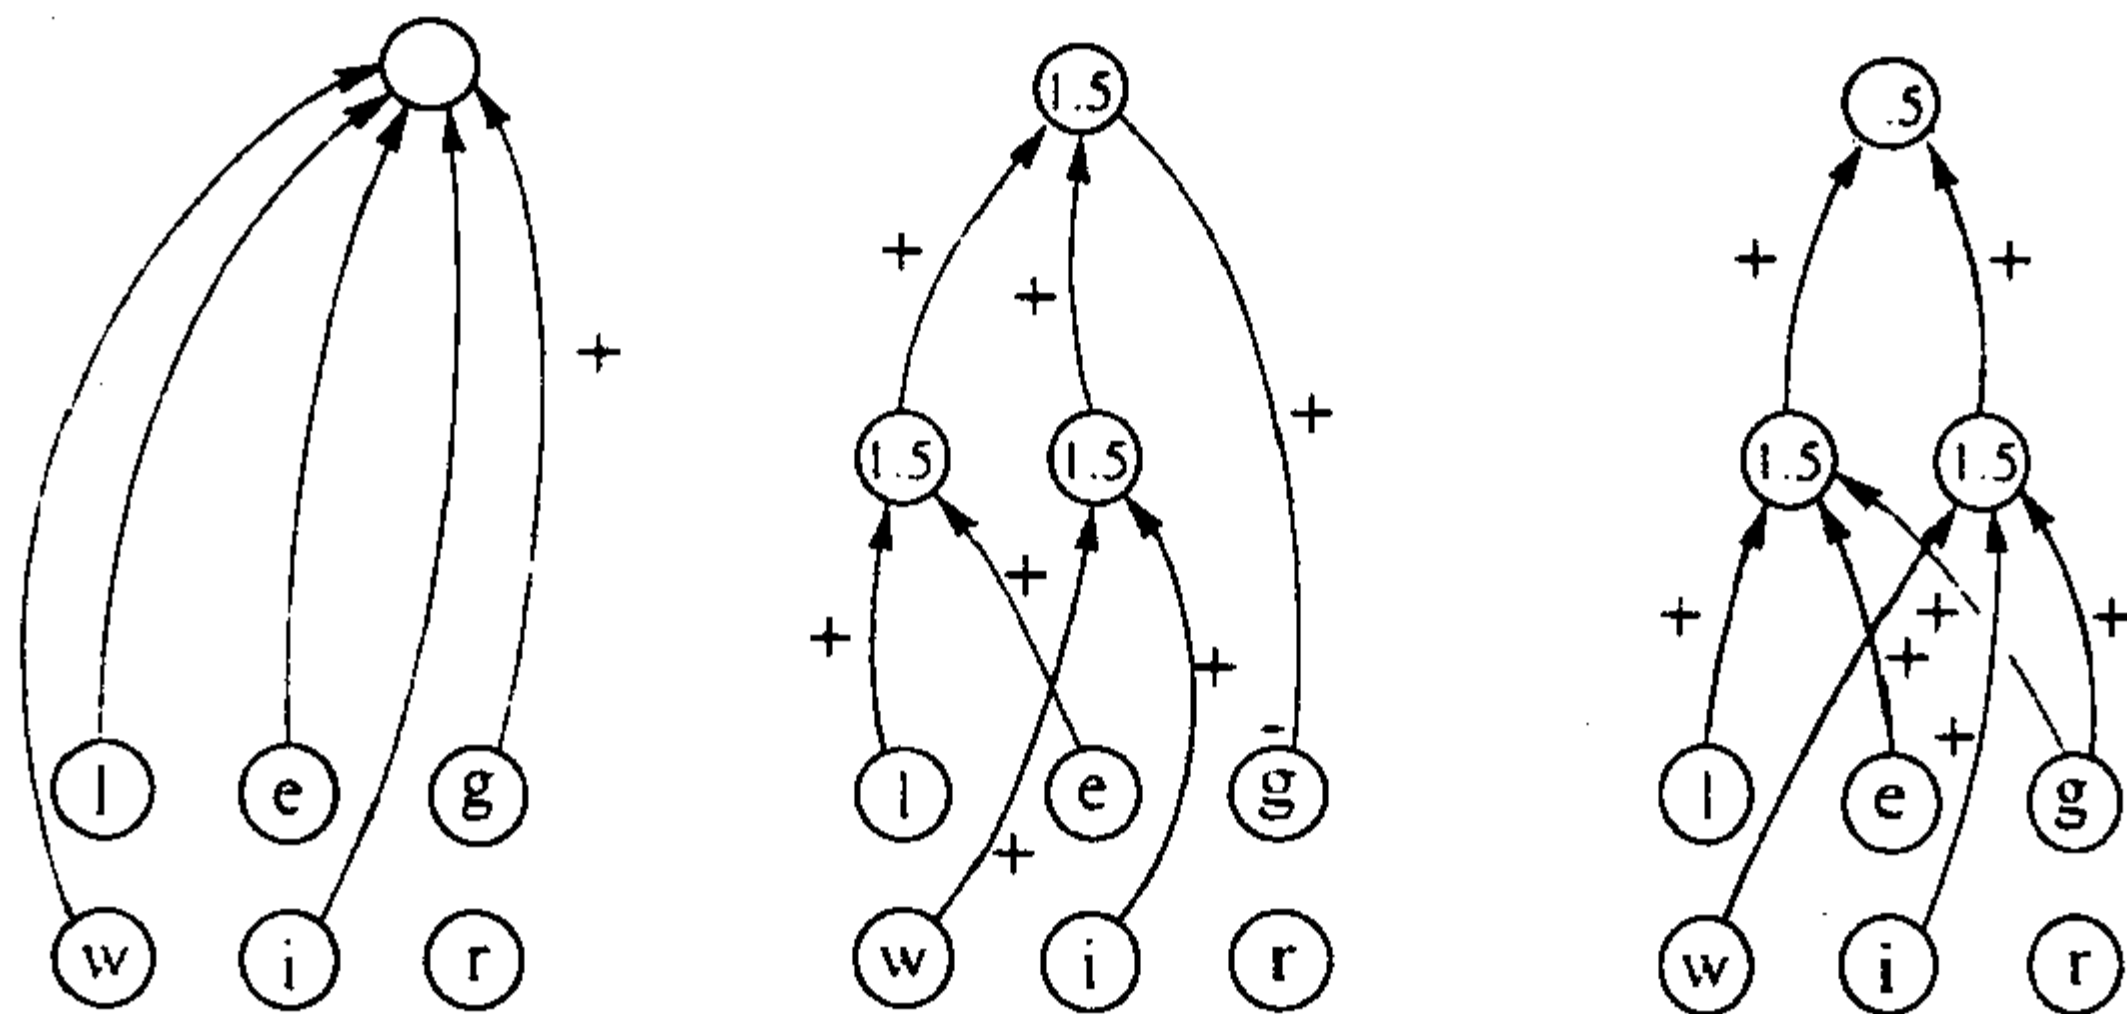 1.5 .5
+ + + +
+
+
+
1.5 1.5 1.5 1.5
+
+ + + + +
+ +
- +
l e g l e g l e g
+
w i r w i r w i r